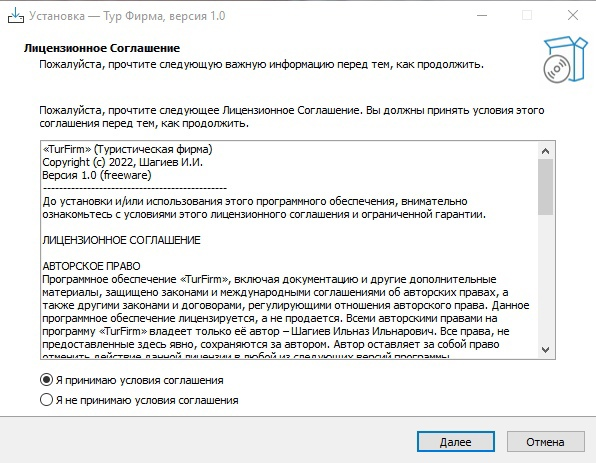 Установка — Тур Фирма, версия 1.0
Лицензионное Соглашение
Пожалуйста, прочтите следующую важную информацию перед тем, как продолжить.
Пожалуйста, прочтите следующее Лицензионное Соглашение. Вы должны принять условия этого
соглашения перед тем, как продолжить.
«TurFirm» (Туристическая фирма)
Copyright (c) 2022, Шагиев И.И.
Версия 1.0 (freeware)
-----------------------------------------------
До установки и/или использования этого программного обеспечения, внимательно
ознакомьтесь с условиями этого лицензионного соглашения и ограниченной гарантии.
ЛИЦЕНЗИОННОЕ СОГЛАШЕНИЕ
АВТОРСКОЕ ПРАВО
Программное обеспечение «TurFirm», включая документацию и другие дополнительные
материалы, защищено законами и международными соглашениями об авторских правах, а
также другими законами и договорами, регулирующими отношения авторского права. Данное
программное обеспечение лицензируется, а не продается. Всеми авторскими правами на
программу «TurFirm» владеет только её автор – Шагиев Ильназ Ильнарович. Все права, не
предоставленные здесь явно, сохраняются за автором. Автор оставляет за собой право
отменить действие данной лицензии в любой из следующих версий программы.
Я принимаю условия соглашения
Я не принимаю условия соглашения
Далее
Отмена